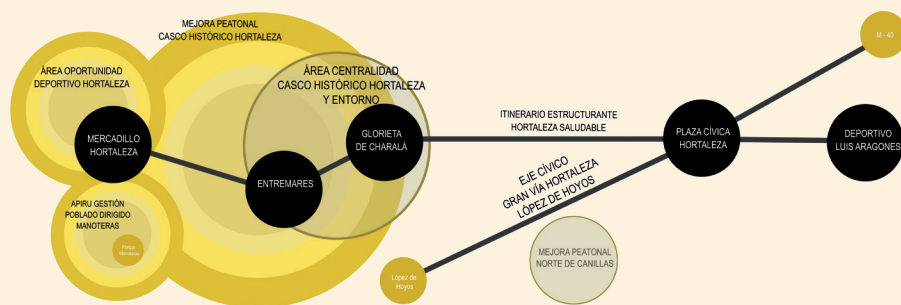 MEJORA PEATONAL
CASCO HISTÓRICO HORTALEZA
ÁREA OPORTUNIDAD
DEPORTIVO HORTALEZA
ÁREA CENTRALIDAD
CASCO HISTÓRICO HORTALEZA
Y ENTORNO
M - 40
MERCADILLO
HORTALEZA
ENTREMARES
GLORIETA
DE CHARALÁ
ITINERARIO ESTRUCTURANTE
HORTALEZA SALUDABLE
PLAZA CÍVICA
HORTALEZA
DEPORTIVO
LUIS ARAGONES
EJE CÍVICO
GRAN VÍA HORTALEZA
LÓPEZ DE HOYOS
APIRU GESTIÓN
POBLADO DIRIGIDO
MANOTERAS
Parque
Manoteras
López de
Hoyos
MEJORA PEATONAL
NORTE DE CANILLAS